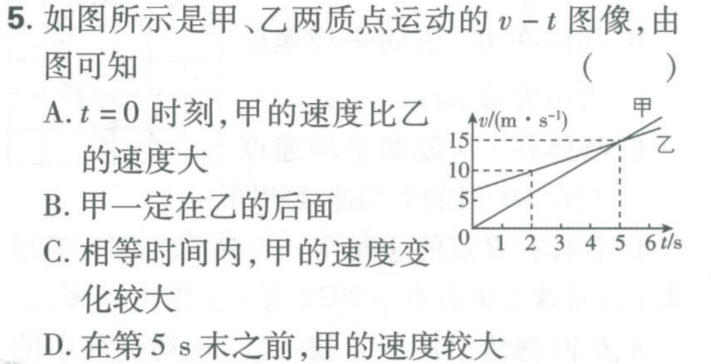 5. 如图所示是甲、乙两质点运动的 v－t 图像,由
图可知 (    )
A. t = 0 时刻,甲的速度比乙
的速度大
B. 甲一定在乙的后面
C. 相等时间内,甲的速度变
化较大
D. 在第 5 s 末之前,甲的速度较大
甲
v/(m·s⁻¹)
15
乙
10
5
0 1 2 3 4 5 6 t/s